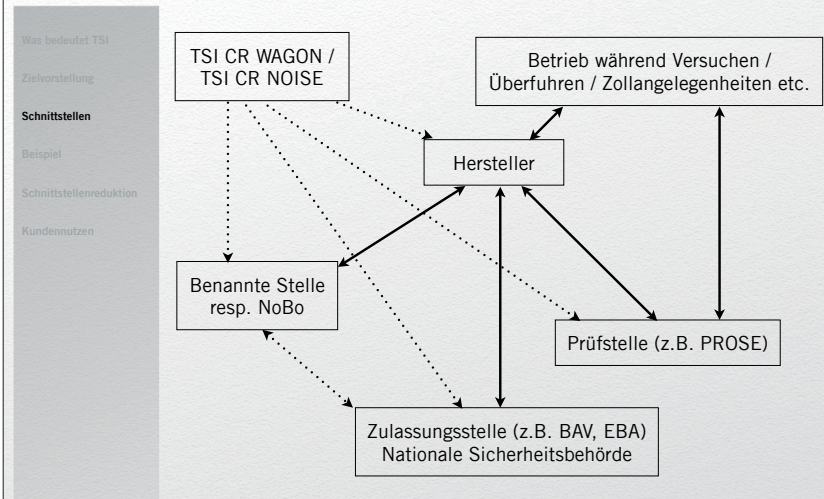 Was bedeutet TSI
Zielvorstellung
Schnittstellen
Beispiel
Schnittstellenreduktion
Kundennutzen
TSI CR WAGON /
TSI CR NOISE
Betrieb während Versuchen /
Überfuhren / Zollangelegenheiten etc.
Hersteller
Benannte Stelle
resp. NoBo
Prüfstelle (z.B. PROSE)
Zulassungsstelle (z.B. BAV, EBA)
Nationale Sicherheitsbehörde